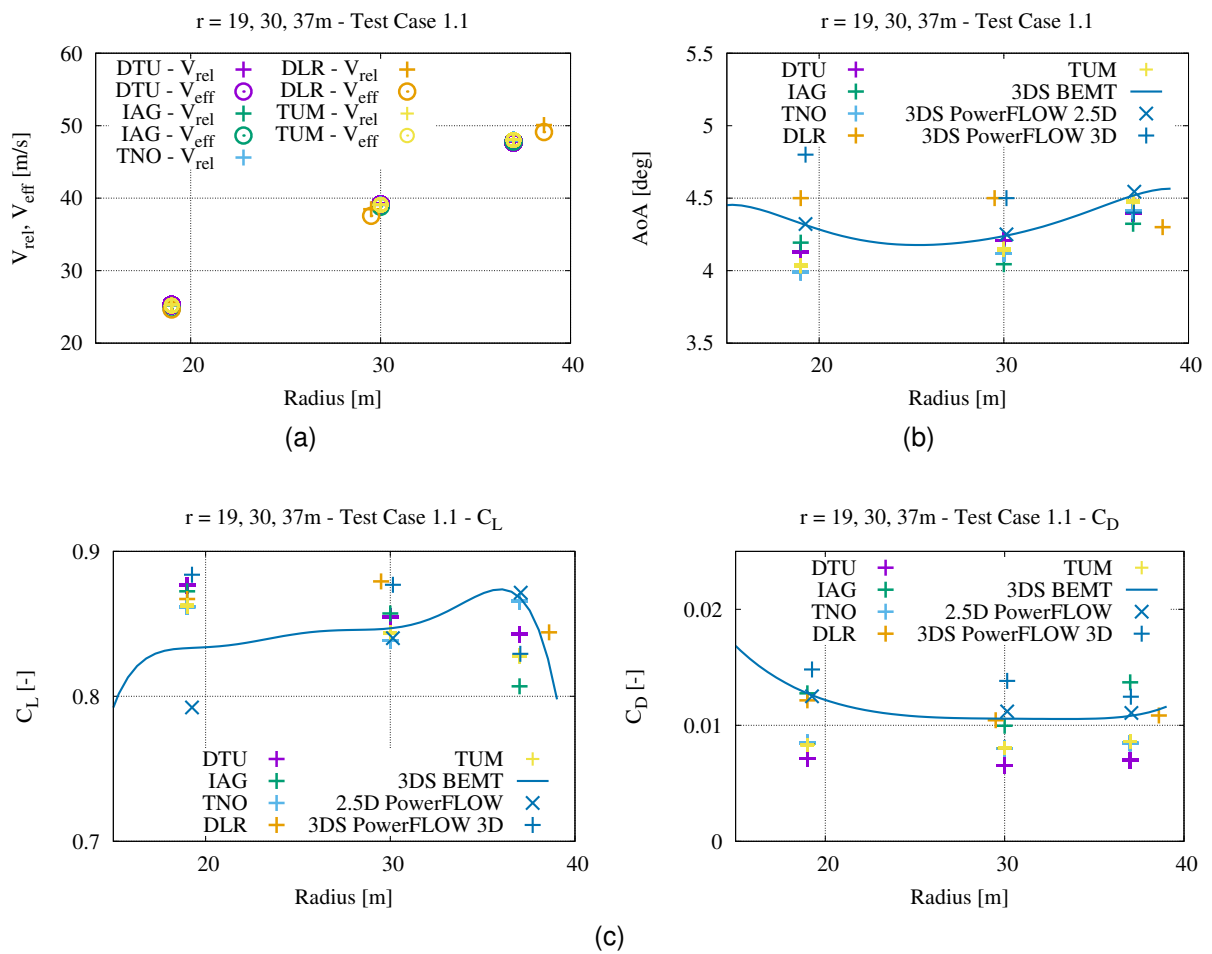 r = 19, 30, 37m - Test Case 1.1
60
50
40
30
20
V_rel, V_eff [m/s]
DTU - V_rel
DTU - V_eff
IAG - V_rel
IAG - V_eff
TNO - V_rel
DLR - V_rel
DLR - V_eff
TUM - V_rel
TUM - V_eff
20 30 40
Radius [m]
(a)
r = 19, 30, 37m - Test Case 1.1
5.5
5
4.5
4
3.5
AoA [deg]
DTU
IAG
TNO
DLR
TUM
3DS BEMT
3DS PowerFLOW 2.5D
3DS PowerFLOW 3D
20 30 40
Radius [m]
(b)
r = 19, 30, 37m - Test Case 1.1 - C_L
0.9
0.8
0.7
C_L [-]
DTU
IAG
TNO
DLR
TUM
3DS BEMT
2.5D PowerFLOW
3DS PowerFLOW 3D
20 30 40
Radius [m]
r = 19, 30, 37m - Test Case 1.1 - C_D
0.02
0.01
0
C_D [-]
DTU
IAG
TNO
DLR
TUM
3DS BEMT
2.5D PowerFLOW
3DS PowerFLOW 3D
20 30 40
Radius [m]
(c)